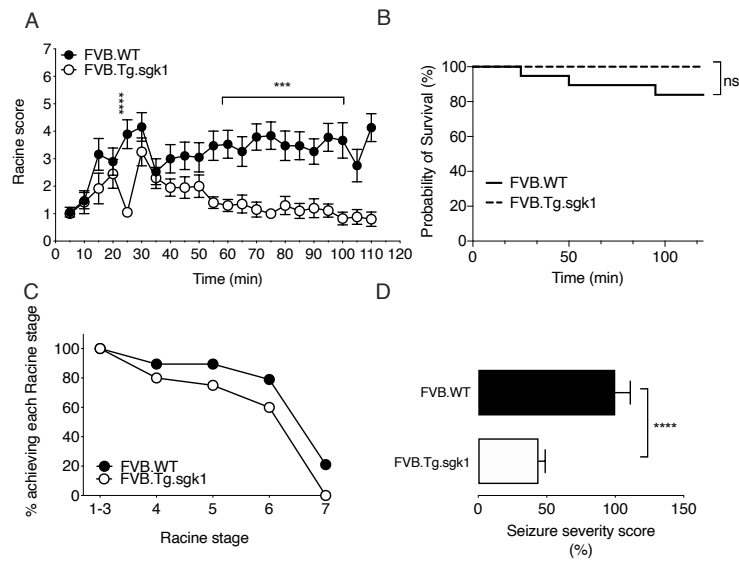 A
FVB.WT
FVB.Tg.sgk1
****
***
Racine score
7
6
5
4
3
2
1
0
0 10 20 30 40 50 60 70 80 90 100 110 120
Time (min)
B
Probability of Survival (%)
100
80
60
40
20
0
ns
FVB.WT
FVB.Tg.sgk1
0 50 100
Time (min)
C
% achieving each Racine stage
100
80
60
40
20
0
FVB.WT
FVB.Tg.sgk1
1-3 4 5 6 7
Racine stage
D
FVB.WT
FVB.Tg.sgk1
****
0 50 100 150
Seizure severity score
(%)